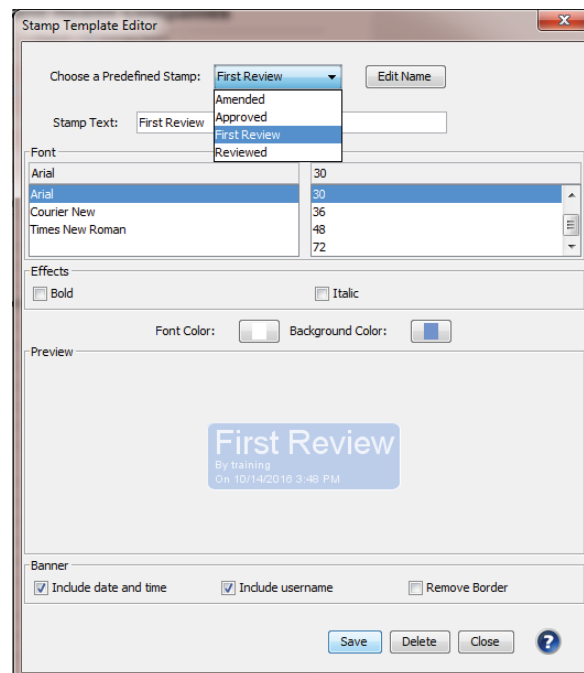 Stamp Template Editor
Choose a Predefined Stamp: First Review Edit Name
Amended
Approved
First Review
Reviewed
Stamp Text: First Review
Font
Arial 30
Arial 30
Courier New 36
Times New Roman 48
72
Effects
Bold Italic
Font Color: Background Color:
Preview
First Review
By training
On 10/14/2016 3:48 PM
Banner
Include date and time Include username Remove Border
Save Delete Close ?